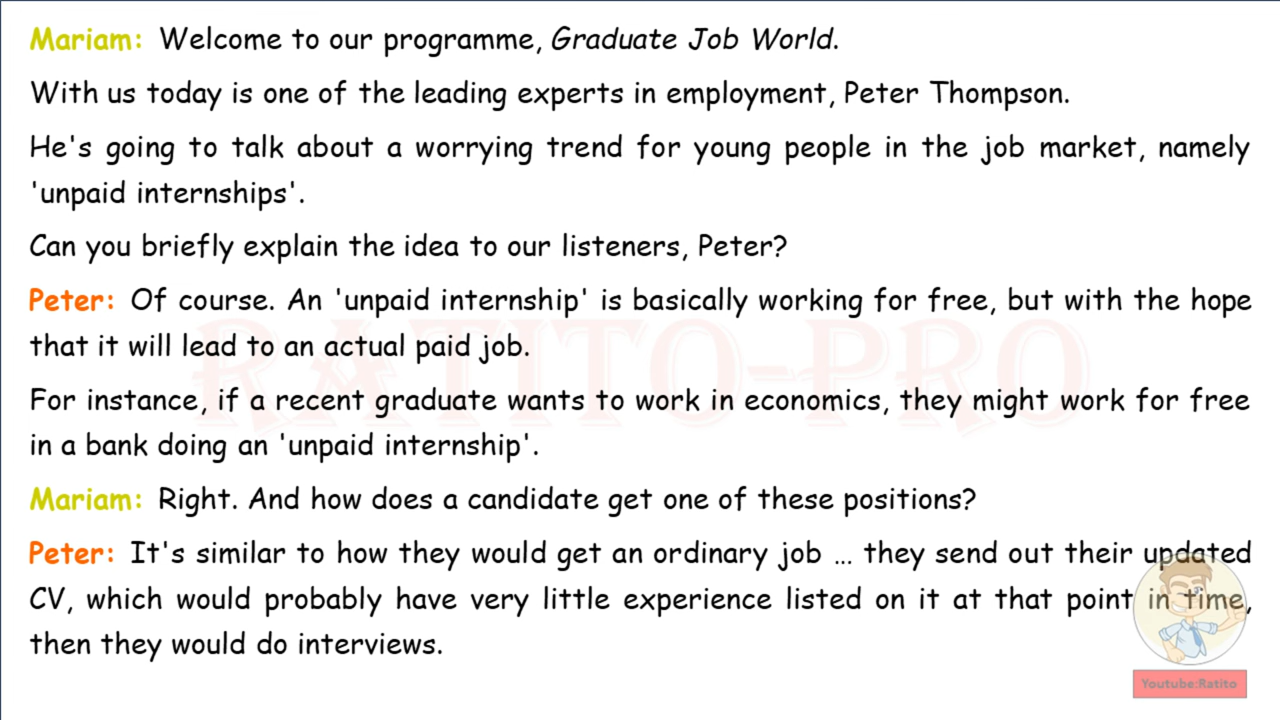 Mariam: Welcome to our programme, Graduate Job World.
With us today is one of the leading experts in employment, Peter Thompson.
He's going to talk about a worrying trend for young people in the job market, namely
'unpaid internships'.
Can you briefly explain the idea to our listeners, Peter?
Peter: Of course. An 'unpaid internship' is basically working for free, but with the hope
that it will lead to an actual paid job.
RATITO-PRO
For instance, if a recent graduate wants to work in economics, they might work for free
in a bank doing an 'unpaid internship'.
Mariam: Right. And how does a candidate get one of these positions?
Peter: It's similar to how they would get an ordinary job ... they send out their updated
CV, which would probably have very little experience listed on it at that point in time,
then they would do interviews.
Youtube:Ratito